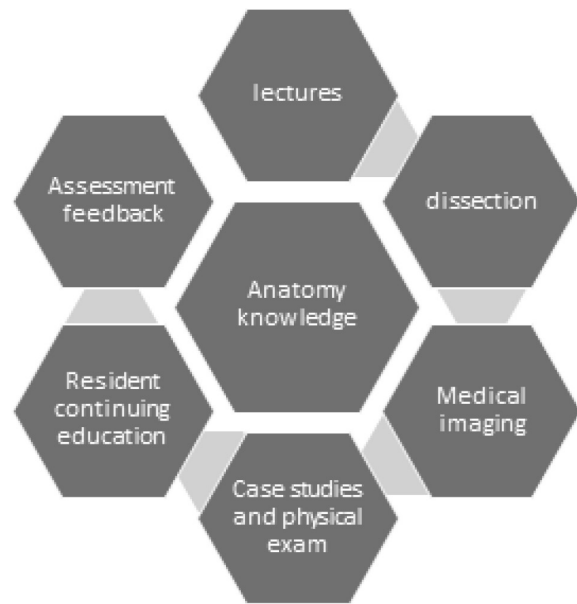 lectures
dissection
Medical
imaging
Case studies
and physical
exam
Resident
continuing
education
Assessment
feedback
Anatomy
knowledge